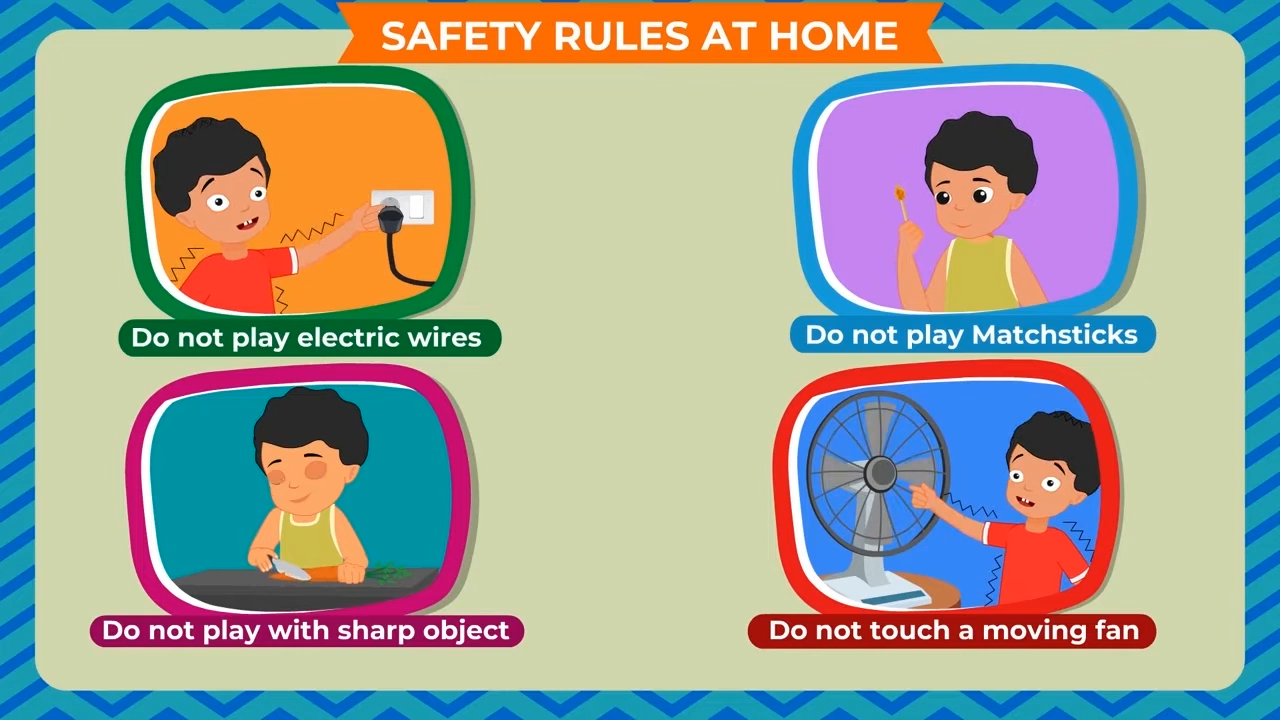 SAFETY RULES AT HOME
Do not play electric wires
Do not play Matchsticks
Do not play with sharp object
Do not touch a moving fan